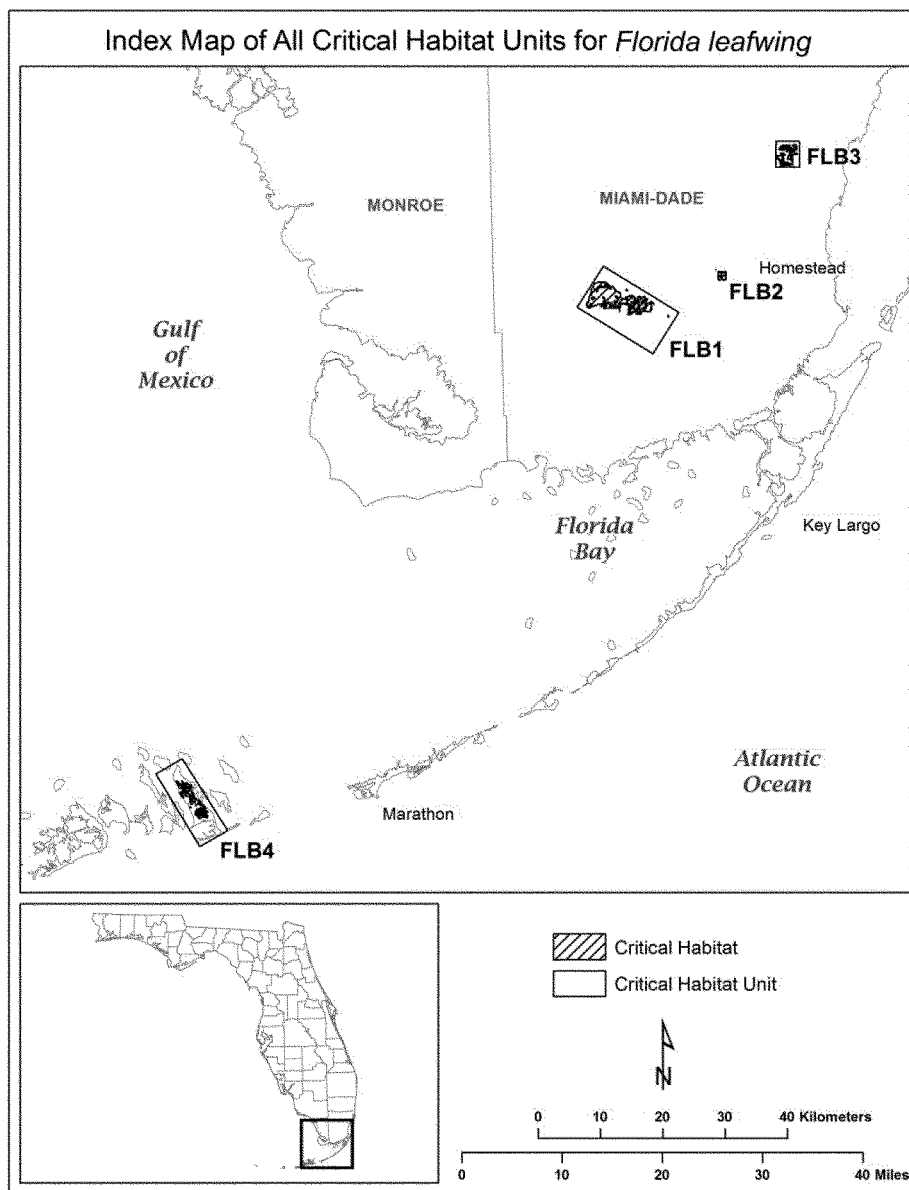 Index Map of All Critical Habitat Units for Florida leafwing
FLB3
MONROE
MIAMI-DADE
Homestead
FLB2
Gulf
of
Mexico
FLB1
Florida
Bay
Key Largo
Atlantic
Ocean
Marathon
FLB4
Critical Habitat
Critical Habitat Unit
N
0 10 20 30 40 Kilometers
0 10 20 30 40 Miles